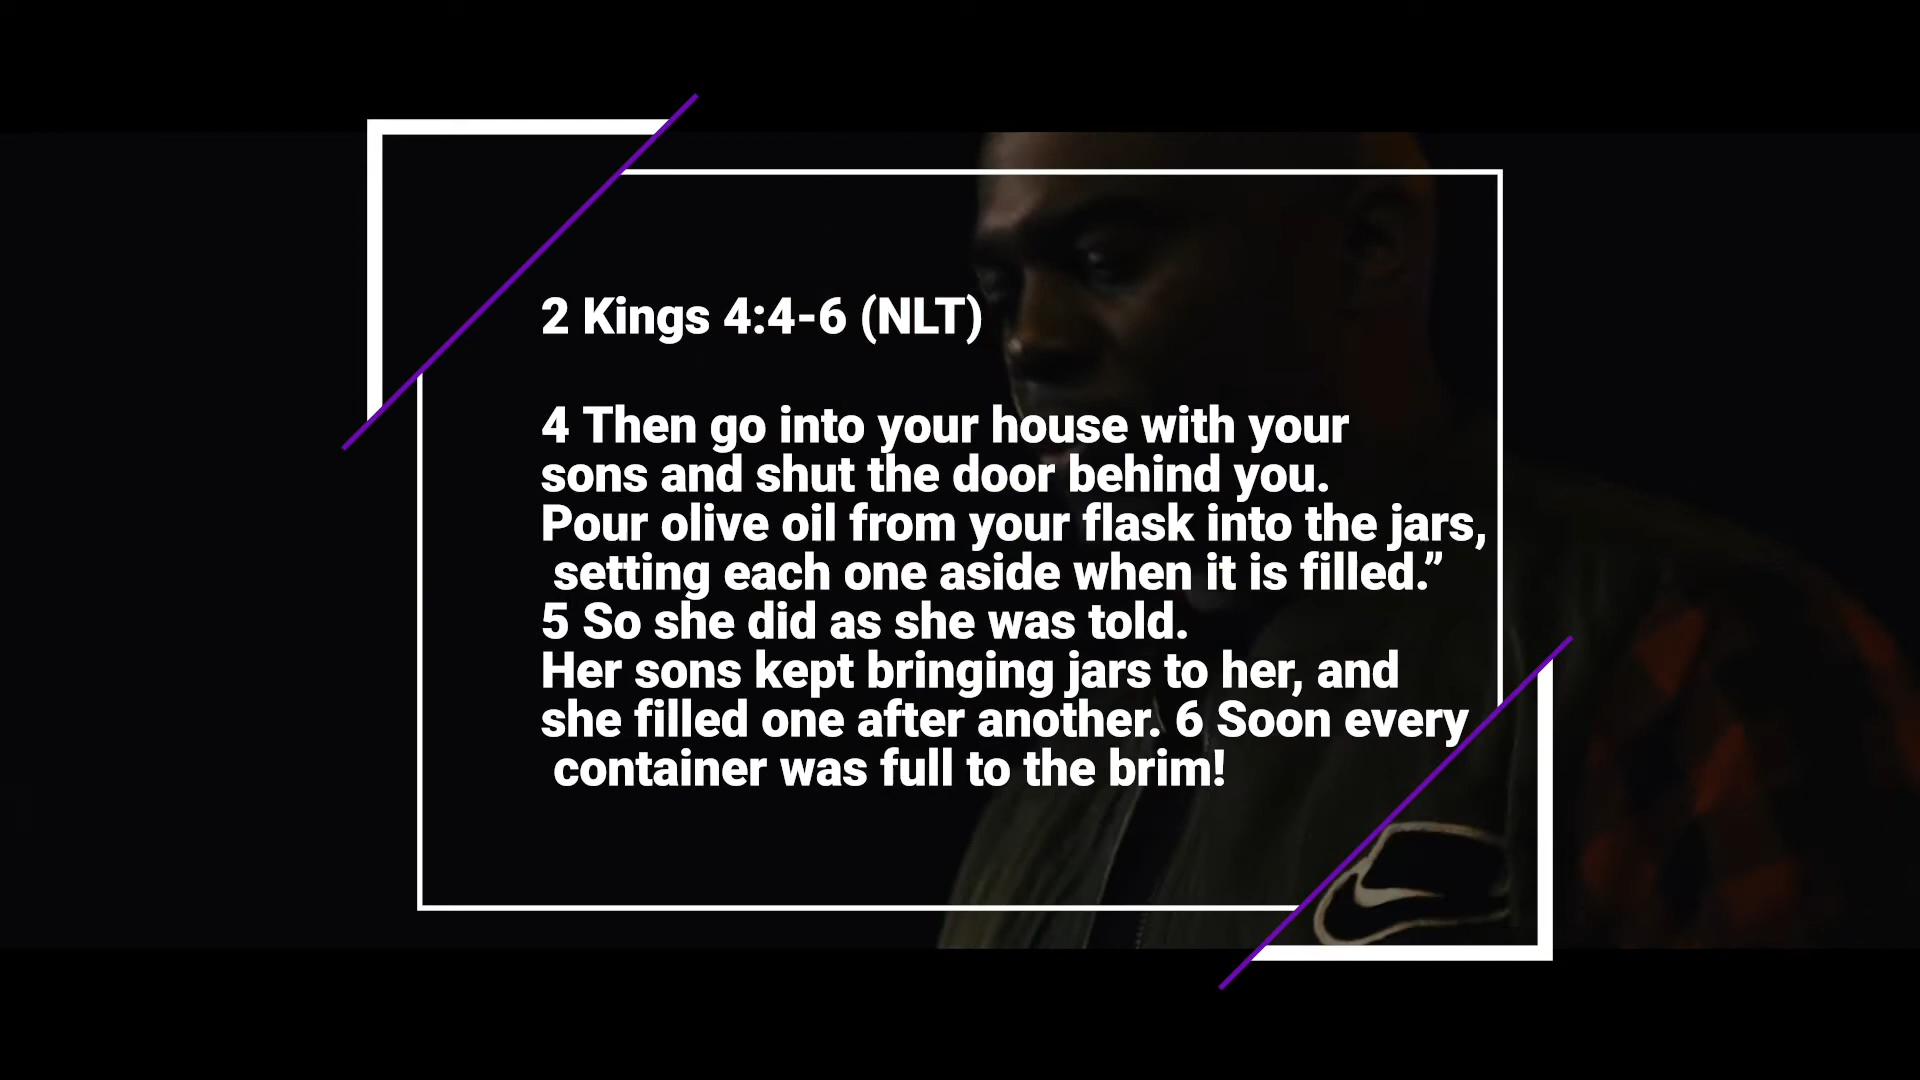 2 Kings 4:4-6 (NLT)
4 Then go into your house with your
sons and shut the door behind you.
Pour olive oil from your flask into the jars,
setting each one aside when it is filled.”
5 So she did as she was told.
Her sons kept bringing jars to her, and
she filled one after another. 6 Soon every
container was full to the brim!